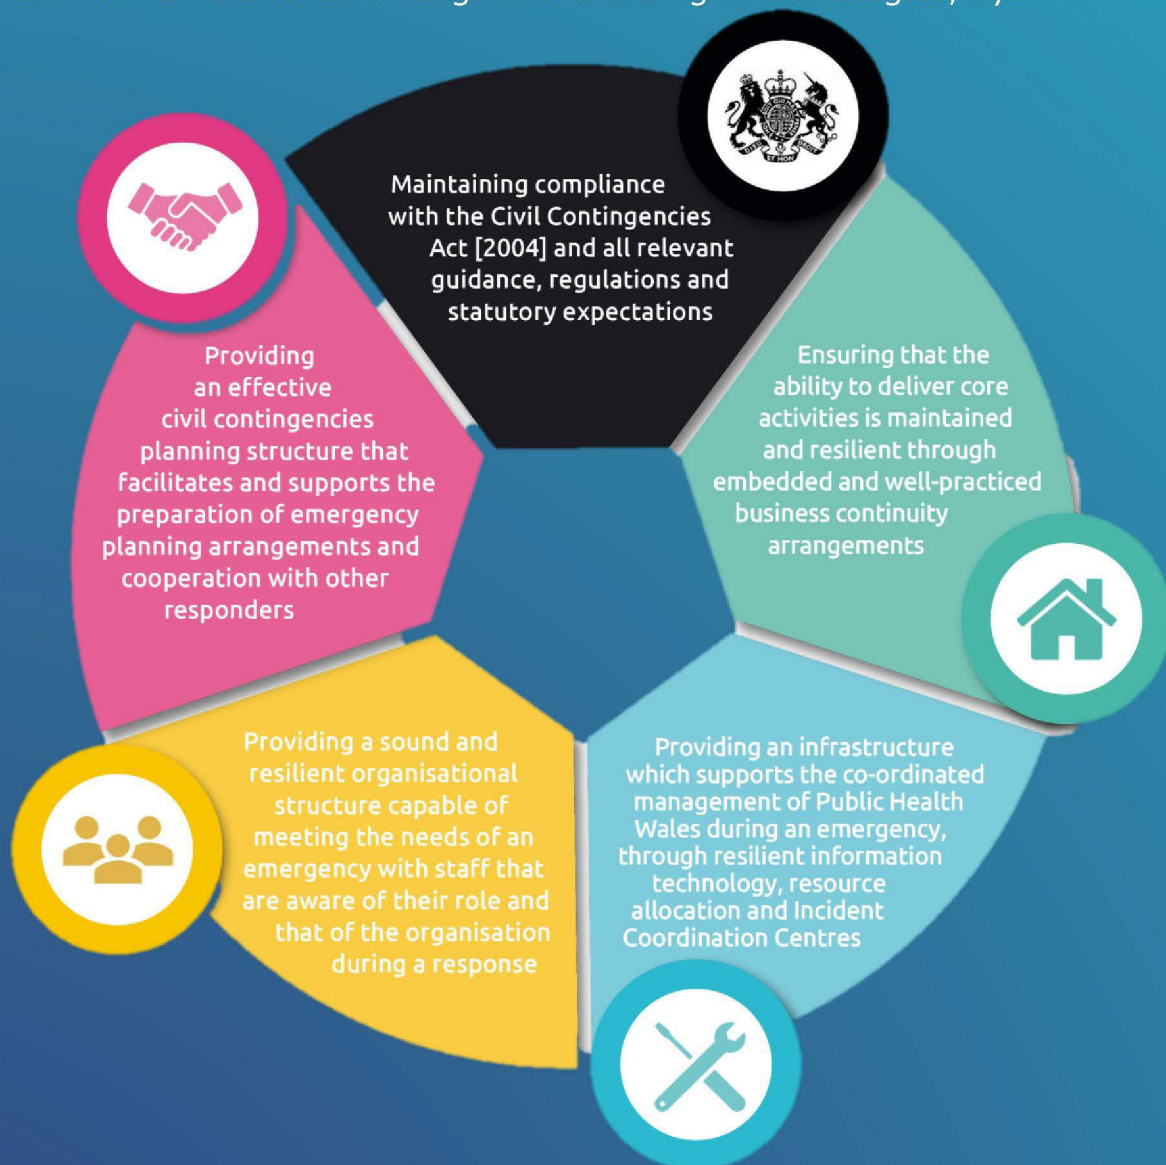 Maintaining compliance
with the Civil Contingencies
Act [2004] and all relevant
guidance, regulations and
statutory expectations
Ensuring that the
ability to deliver core
activities is maintained
and resilient through
embedded and well-practiced
business continuity
arrangements
Providing an infrastructure
which supports the co-ordinated
management of Public Health
Wales during an emergency,
through resilient information
technology, resource
allocation and Incident
Coordination Centres
Providing a sound and
resilient organisational
structure capable of
meeting the needs of an
emergency with staff that
are aware of their role and
that of the organisation
during a response
Providing
an effective
civil contingencies
planning structure that
facilitates and supports the
preparation of emergency
planning arrangements and
cooperation with other
responders